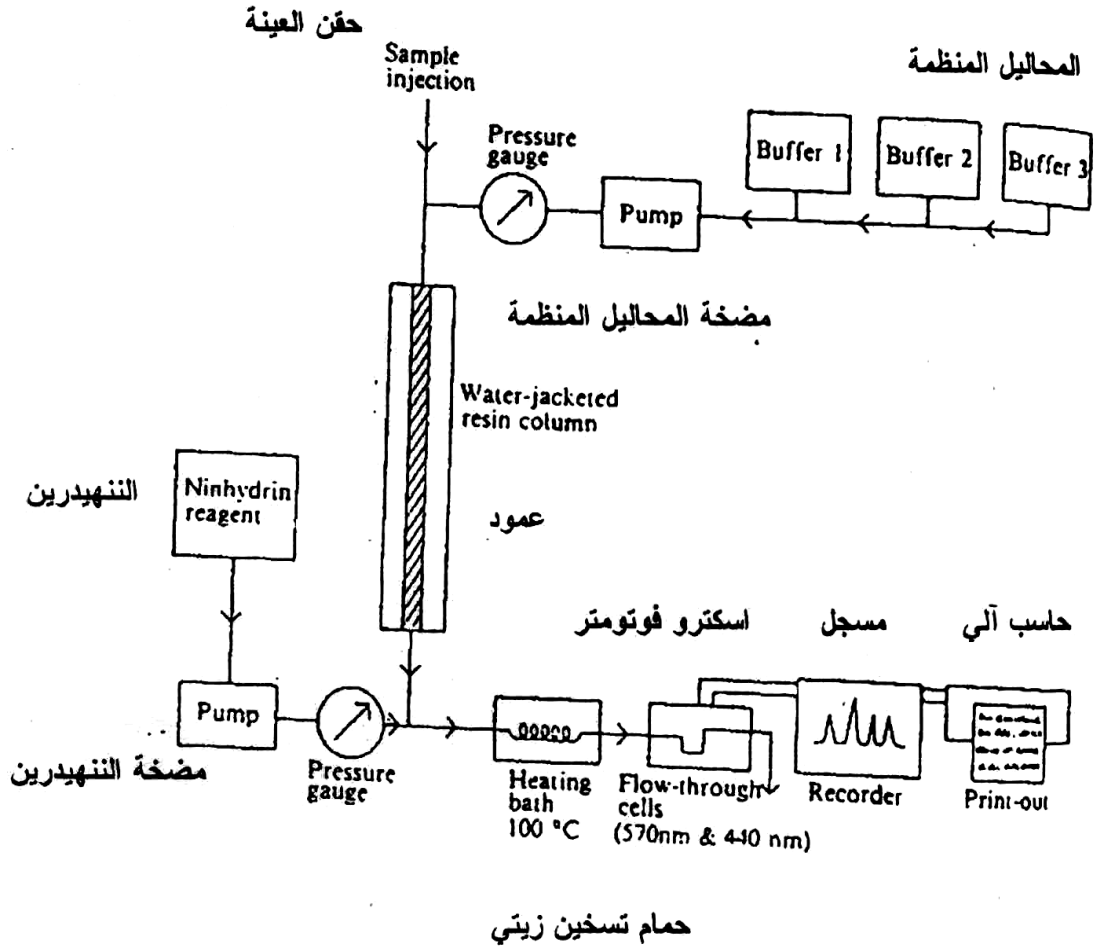 حقن العينة
Sample
injection
المحاليل المنظمة
Pressure
gauge
Buffer 1
Buffer 2
Buffer 3
Pump
مضخة المحاليل المنظمة
Water-jacketed
resin column
الننهيدرين
Ninhydrin
reagent
عمود
اسكترو فوتومتر
مسجل
حاسب آلي
Pump
مضخة الننهيدرين
Pressure
gauge
Heating
bath
100 °C
Flow-through
cells
(570nm & 440 nm)
Recorder
Print-out
حمام تسخين زيتي